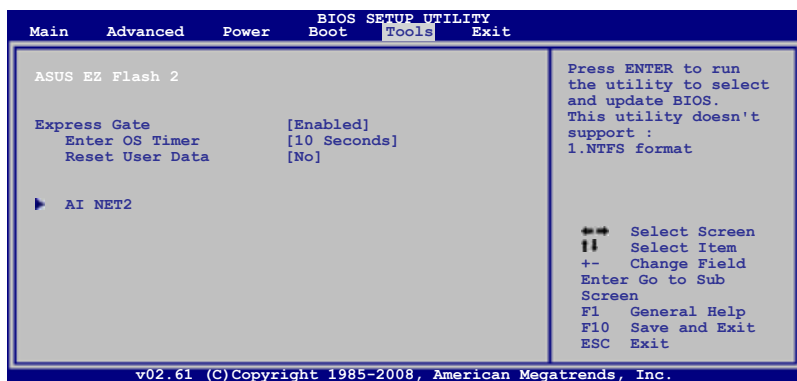 BIOS SETUP UTILITY
Main Advanced Power Boot Tools Exit
ASUS EZ Flash 2
Express Gate [Enabled]
Enter OS Timer [10 Seconds]
Reset User Data [No]
AI NET2
Press ENTER to run
the utility to select
and update BIOS.
This utility doesn't
support :
1.NTFS format
Select Screen
Select Item
+- Change Field
Enter Go to Sub
Screen
F1 General Help
F10 Save and Exit
ESC Exit
v02.61 (C)Copyright 1985-2008, American Megatrends, Inc.